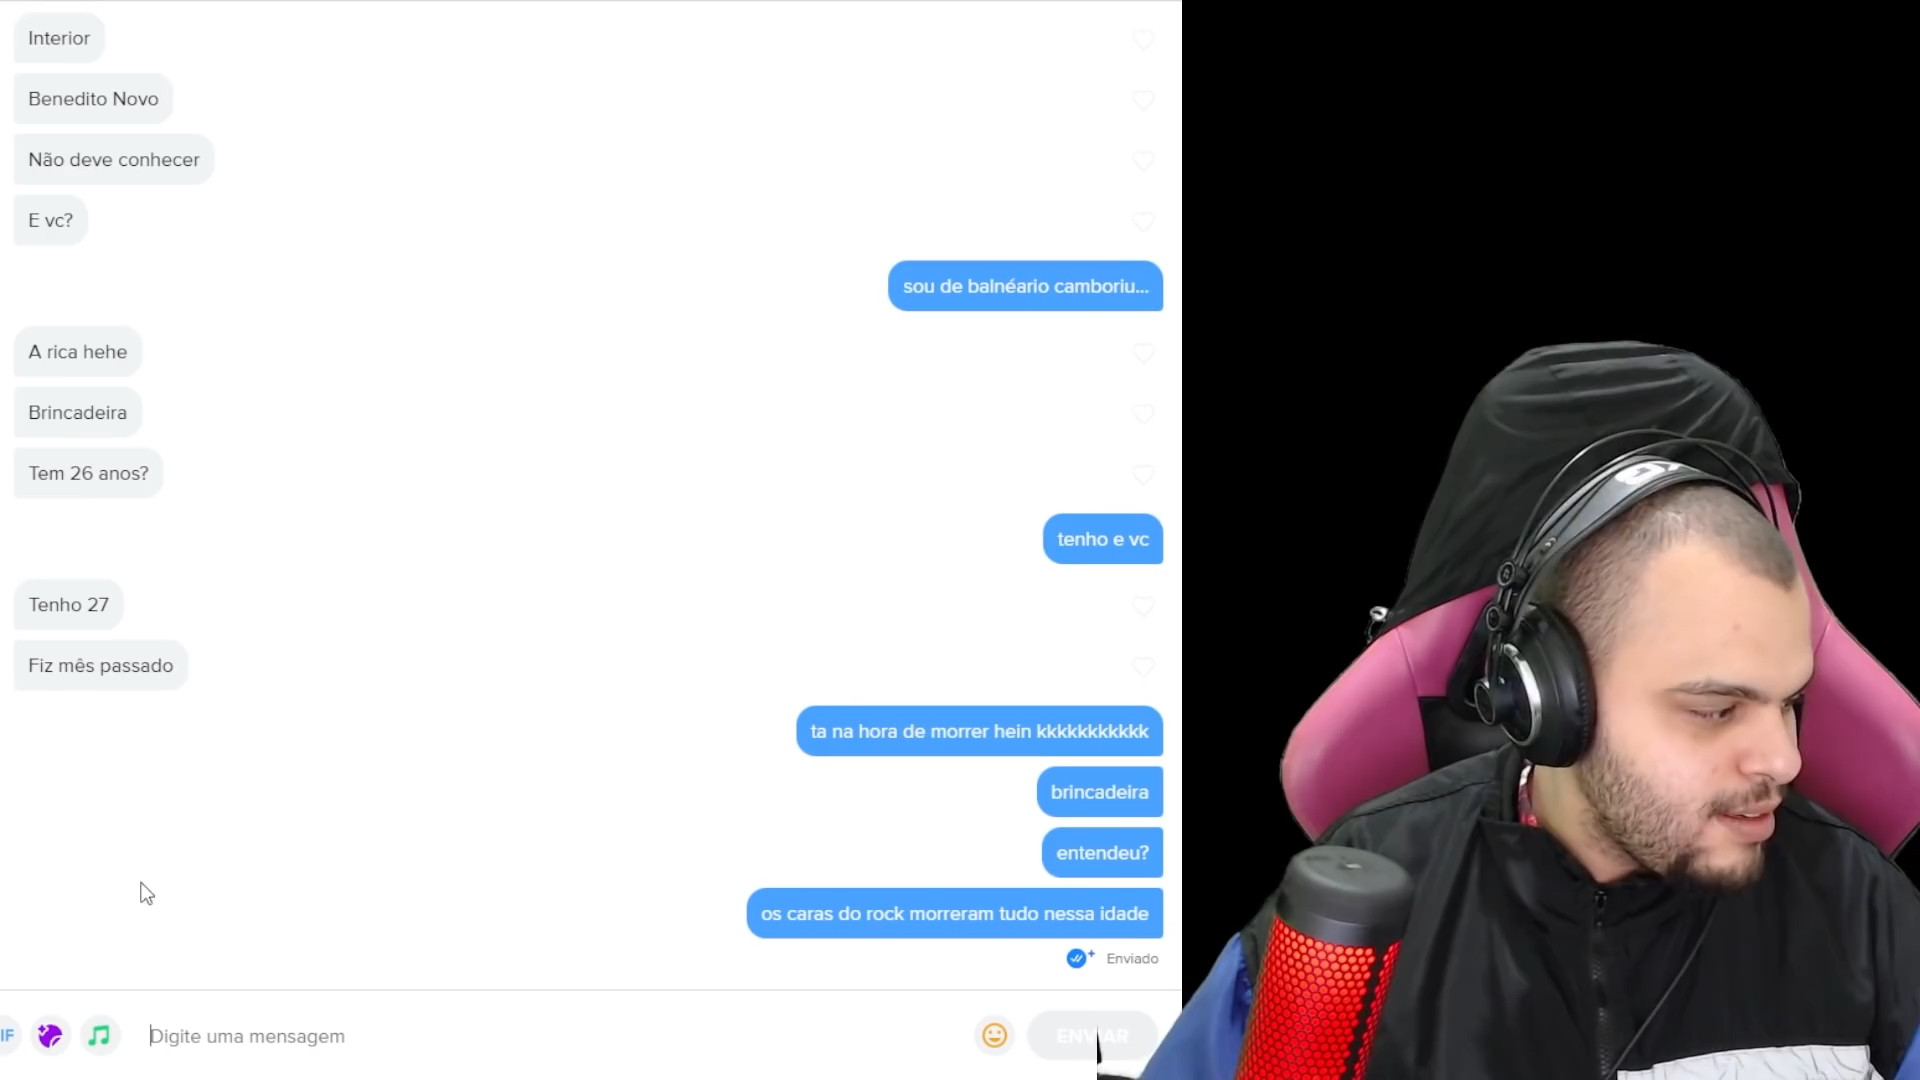 Interior
Benedito Novo
Não deve conhecer
E vc?
sou de balnéario camboriu...
A rica hehe
Brincadeira
Tem 26 anos?
tenho e vc
Tenho 27
Fiz mês passado
ta na hora de morrer hein kkkkkkkkkkk
brincadeira
entendeu?
os caras do rock morreram tudo nessa idade
Enviado
IF
Digite uma mensagem
ENVIAR